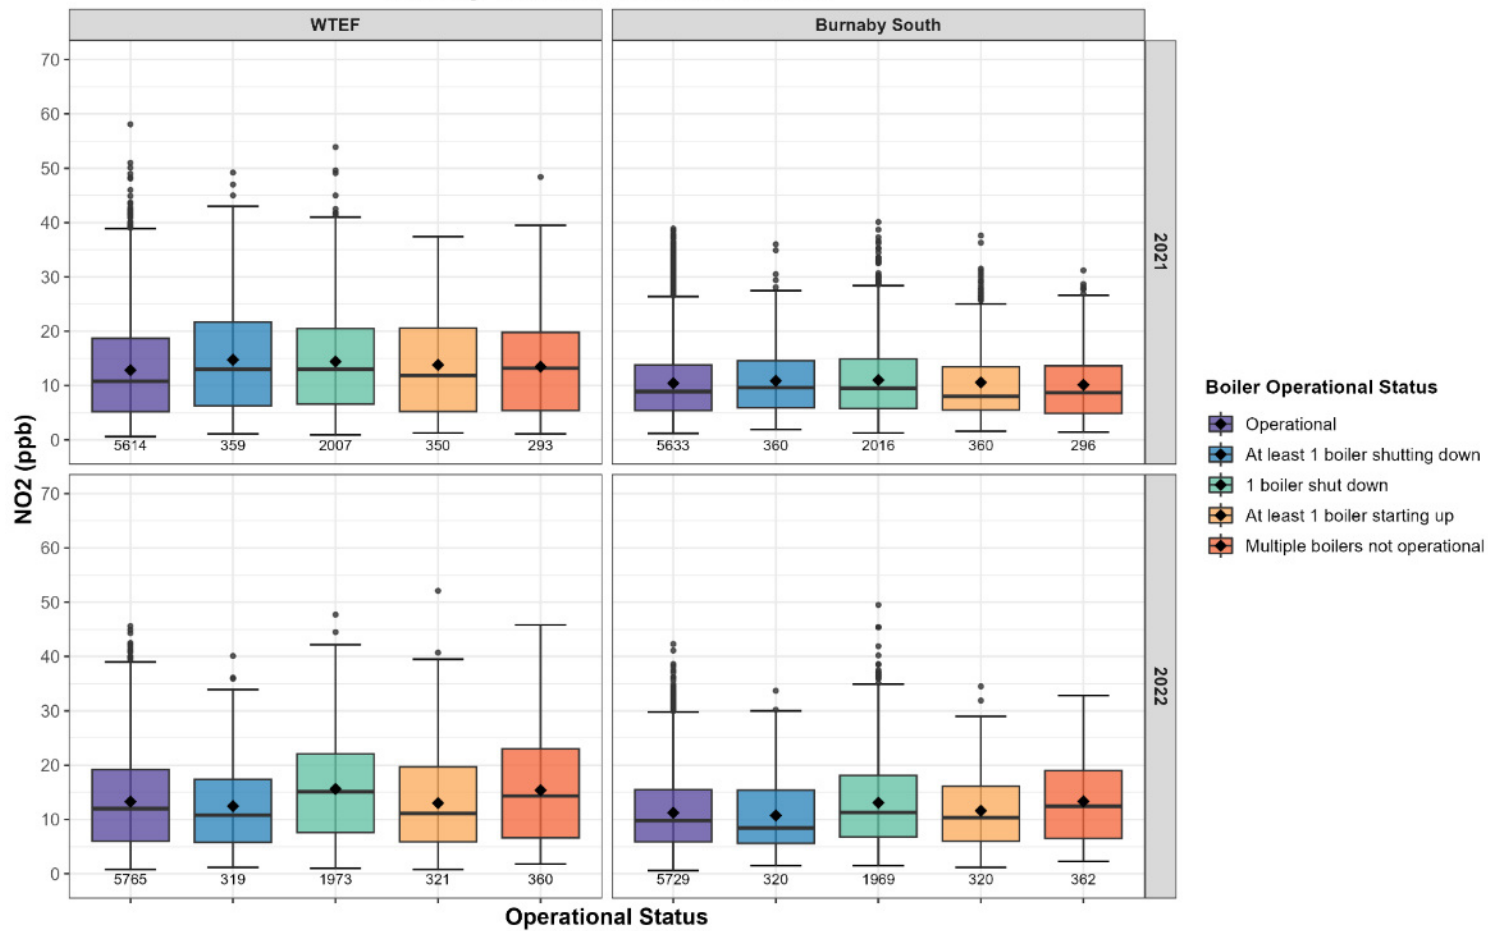 WTEF
Burnaby South
70
60
50
40
30
20
10
0
5614 359 2007 350 293
5633 360 2016 360 296
2021
NO2 (ppb)
70
60
50
40
30
20
10
0
5765 319 1973 321 360
5729 320 1969 320 362
2022
Operational Status
Boiler Operational Status
Operational
At least 1 boiler shutting down
1 boiler shut down
At least 1 boiler starting up
Multiple boilers not operational